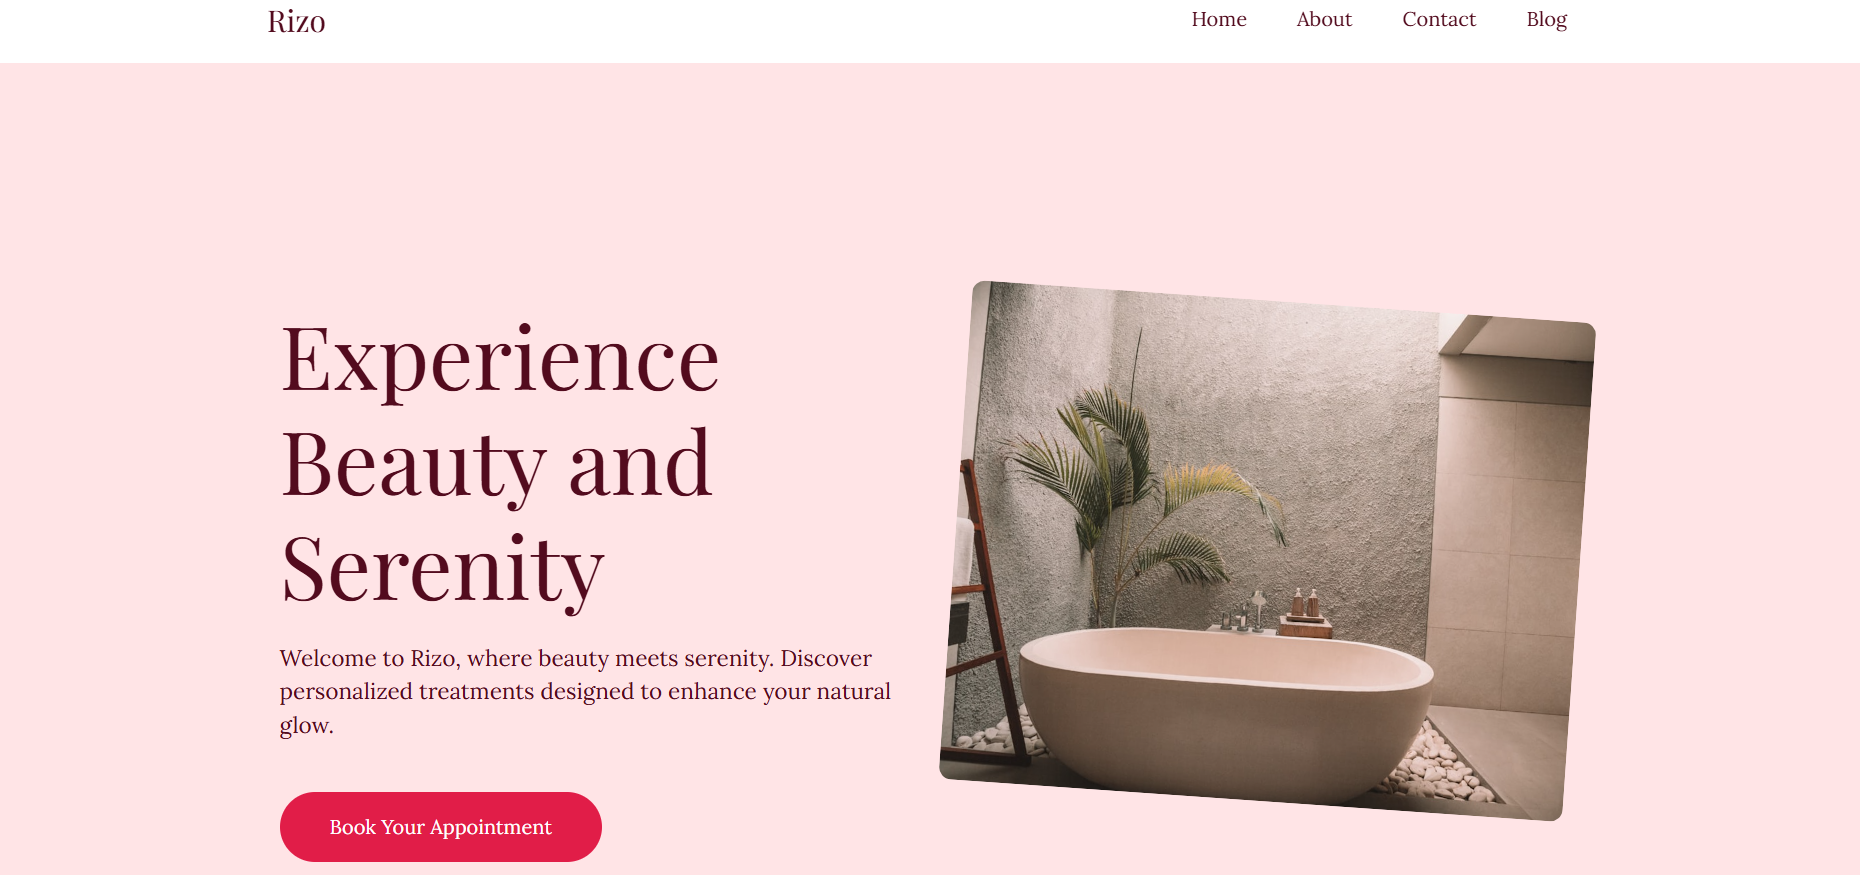 Rizo
Home About Contact Blog
Experience
Beauty and
Serenity
Welcome to Rizo, where beauty meets serenity. Discover
personalized treatments designed to enhance your natural
glow.
Book Your Appointment